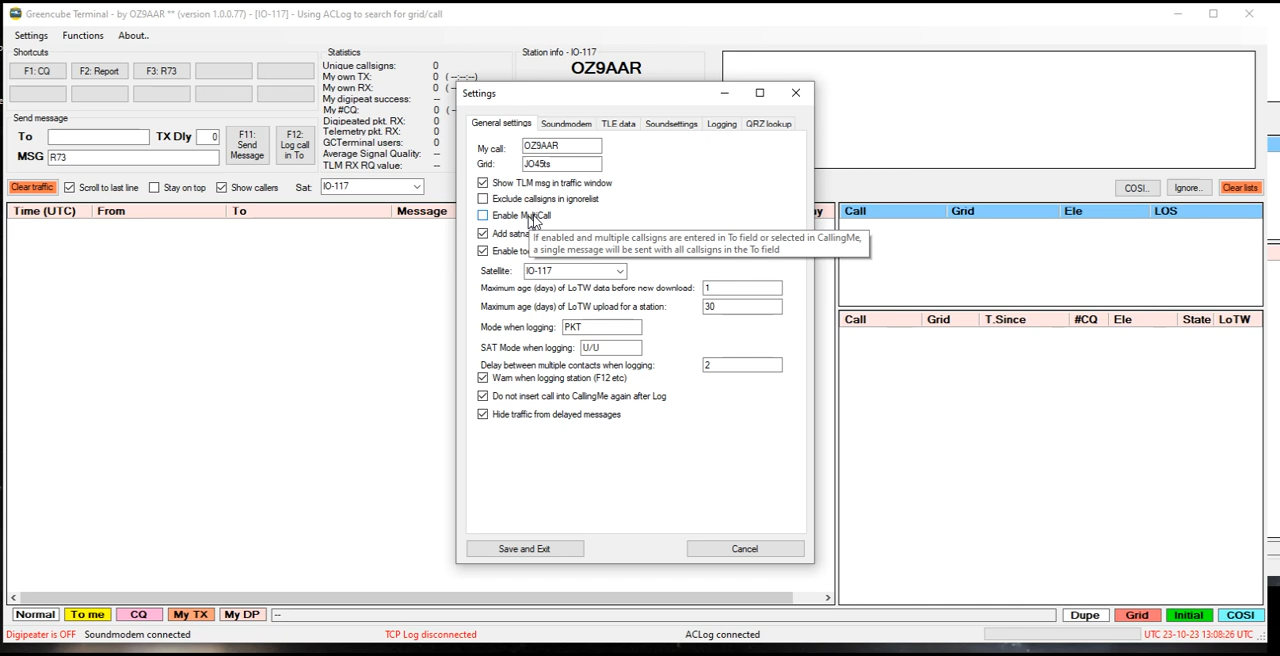 Greencube Terminal - by OZ9AAR ** (version 1.0.0.77) - [IO-117] - Using ACLog to search for grid/call
Settings Functions About..
Shortcuts
F1: CQ F2: Report F3: R73
Send message
To TX Dly 0
MSG R73
F11: Send Message
F12: Log call in To
Statistics
Unique callsigns: 0
My own TX: 0 (--:--:--)
My own RX: 0 (
My digipeat success: --
My #CQ: 0 (-
Digipeated pkt. RX: 0
Telemetry pkt. RX: 0
GCTerminal users: 0
Average Signal Quality: --
TLM RX RQ value: --
Station info - IO-117
OZ9AAR
Clear traffic Scroll to last line Stay on top Show callers Sat: IO-117
COSI.. Ignore.. Clear lists
Time (UTC) From To Message ay
Call Grid Ele LOS
Call Grid T.Since #CQ Ele State LoTW
Settings
General settings Soundmodem TLE data Soundsettings Logging QRZ lookup
My call: OZ9AAR
Grid: JO45ts
Show TLM msg in traffic window
Exclude callsigns in ignorelist
Enable MultiCall
Add satna
If enabled and multiple callsigns are entered in To field or selected in CallingMe,
a single message will be sent with all callsigns in the To field
Enable too
Satellite: IO-117
Maximum age (days) of LoTW data before new download: 1
Maximum age (days) of LoTW upload for a station: 30
Mode when logging: PKT
SAT Mode when logging: U/U
Delay between multiple contacts when logging: 2
Warn when logging station (F12 etc)
Do not insert call into CallingMe again after Log
Hide traffic from delayed messages
Save and Exit Cancel
Normal To me CQ My TX My DP -- Dupe Grid Initial COSI
Digipeater is OFF Soundmodem connected TCP Log disconnected ACLog connected UTC 23-10-23 13:08:26 UTC